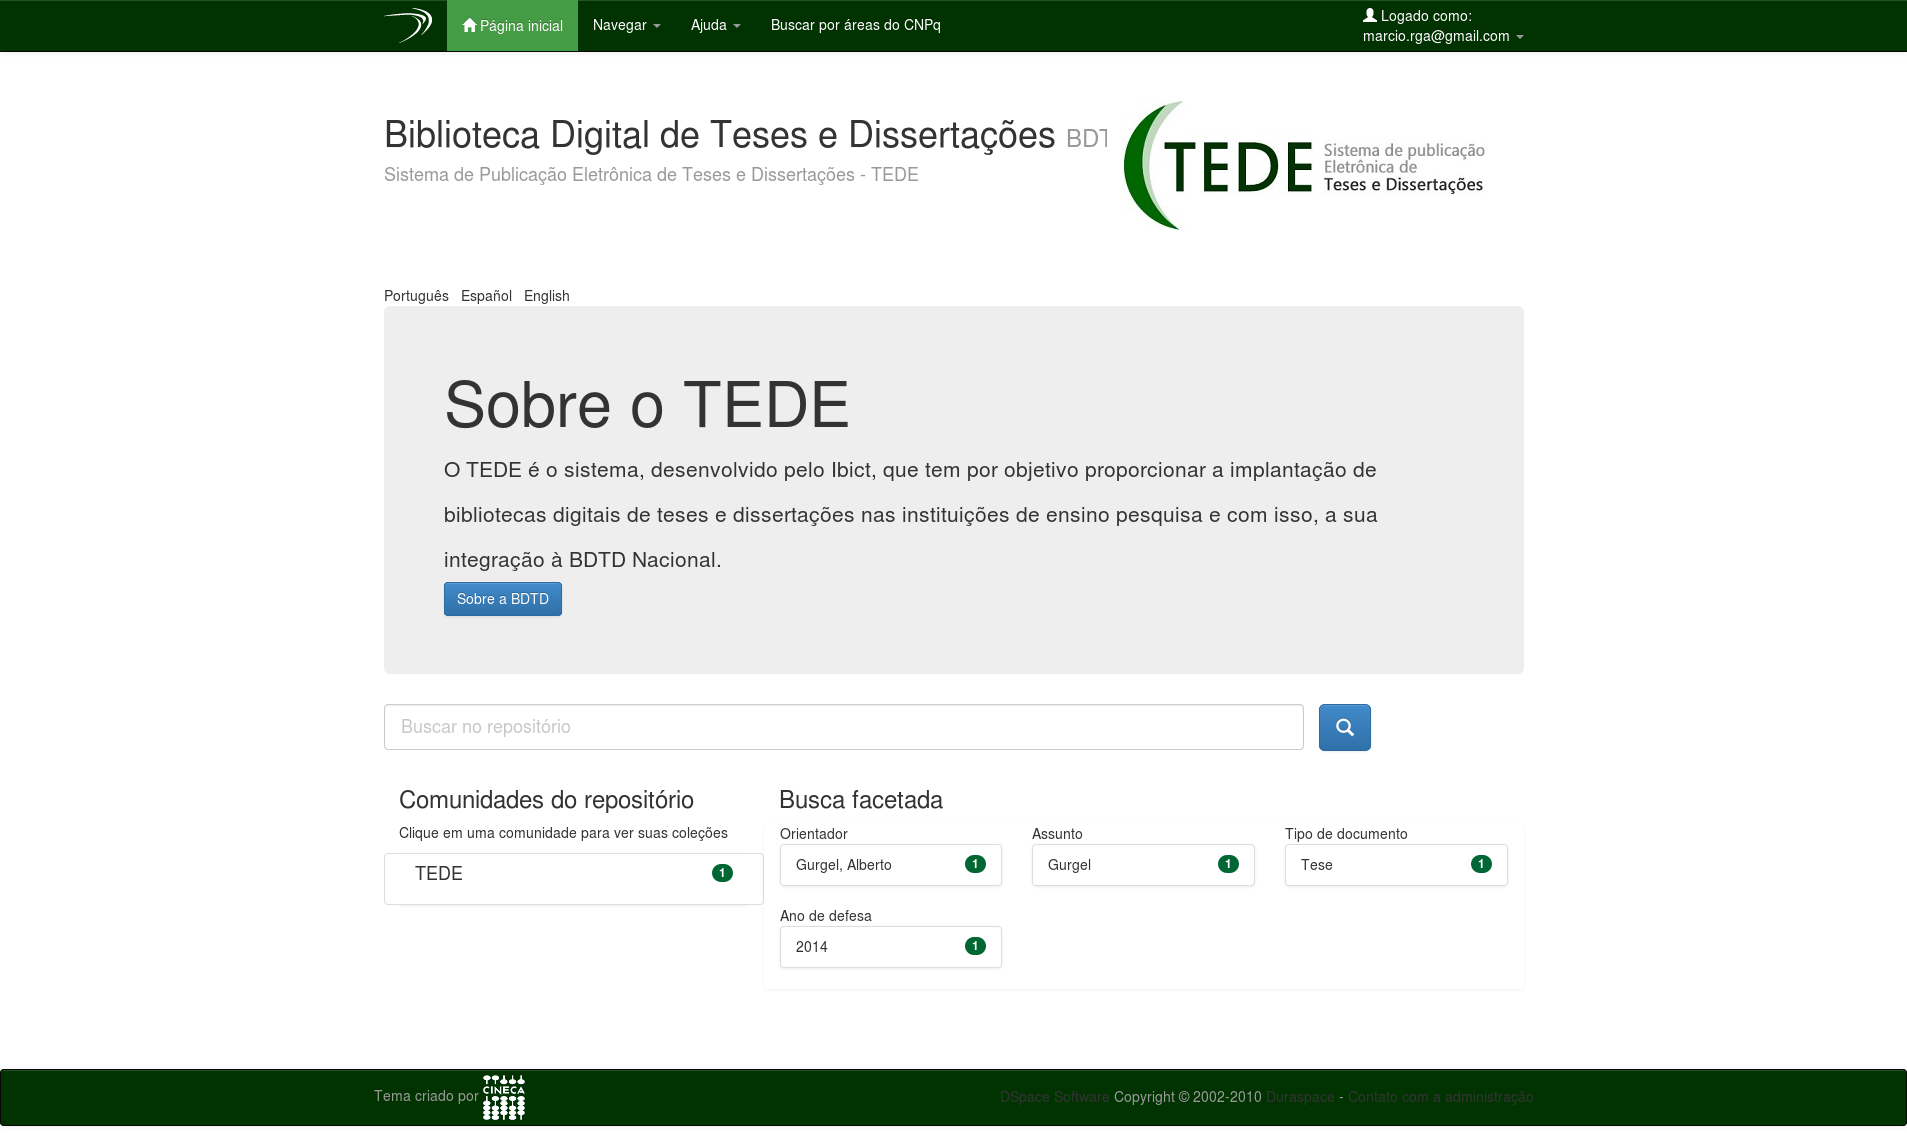 Página inicial
Navegar
Ajuda
Buscar por áreas do CNPq
Logado como:
marcio.rga@gmail.com
Biblioteca Digital de Teses e Dissertações BDT
Sistema de Publicação Eletrônica de Teses e Dissertações - TEDE
TEDE
Sistema de publicação
Eletrônica de
Teses e Dissertações
Português Español English
Sobre o TEDE
O TEDE é o sistema, desenvolvido pelo Ibict, que tem por objetivo proporcionar a implantação de
bibliotecas digitais de teses e dissertações nas instituições de ensino pesquisa e com isso, a sua
integração à BDTD Nacional.
Sobre a BDTD
Buscar no repositório
Comunidades do repositório
Clique em uma comunidade para ver suas coleções
TEDE 1
Busca facetada
Orientador
Gurgel, Alberto 1
Assunto
Gurgel 1
Tipo de documento
Tese 1
Ano de defesa
2014 1
Tema criado por CINECA
DSpace Software Copyright © 2002-2010 Duraspace - Contato com a administração